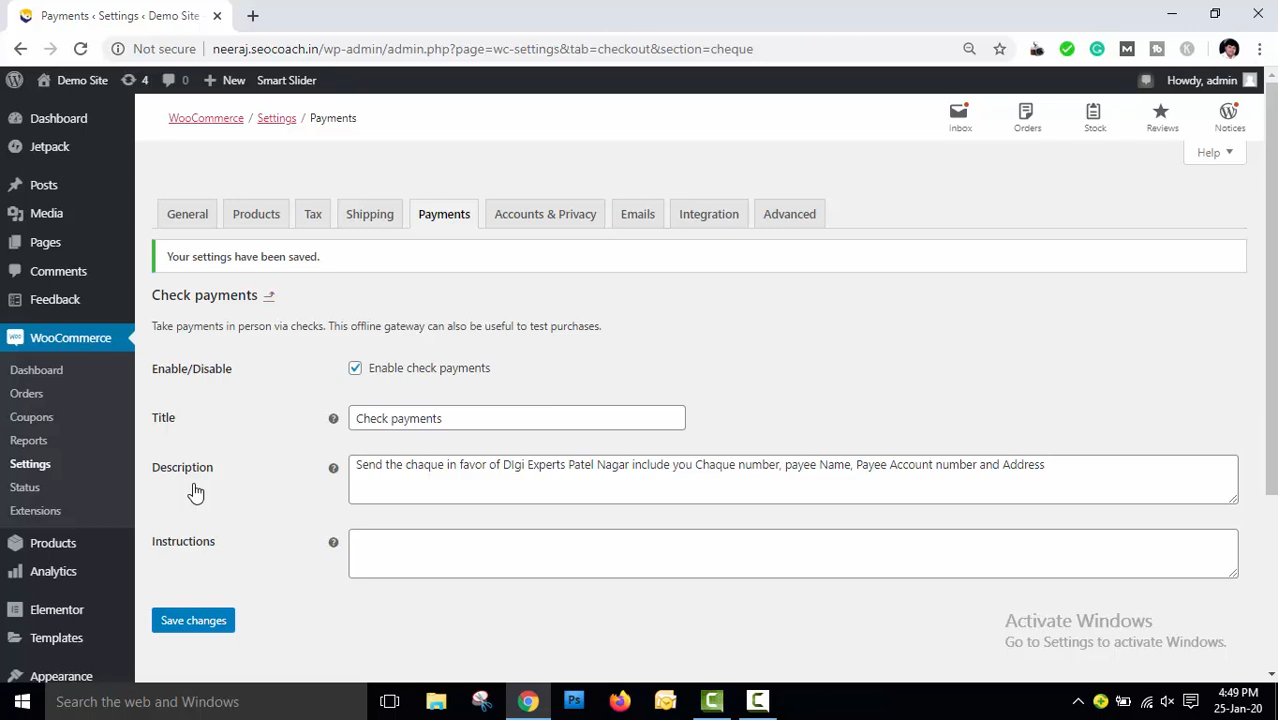 Payments ‹ Settings ‹ Demo Site
Not secure neeraj.seocoach.in/wp-admin/admin.php?page=wc-settings&tab=checkout&section=cheque
Demo Site 4 0 New Smart Slider Howdy, admin
Dashboard
Jetpack
Posts
Media
Pages
Comments
Feedback
WooCommerce
Dashboard
Orders
Coupons
Reports
Settings
Status
Extensions
Products
Analytics
Elementor
Templates
Appearance
WooCommerce / Settings / Payments
Inbox Orders Stock Reviews Notices
Help
General Products Tax Shipping Payments Accounts & Privacy Emails Integration Advanced
Your settings have been saved.
Check payments
Take payments in person via checks. This offline gateway can also be useful to test purchases.
Enable/Disable Enable check payments
Title Check payments
Description Send the chaque in favor of DIgi Experts Patel Nagar include you Chaque number, payee Name, Payee Account number and Address
Instructions
Save changes
Activate Windows
Go to Settings to activate Windows.
Search the web and Windows
4:49 PM
25-Jan-20